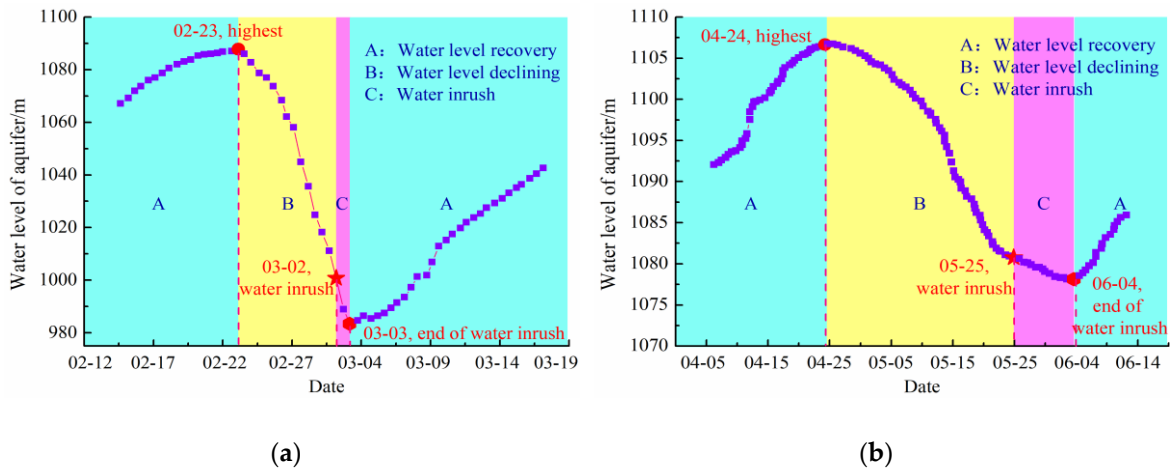 1100
1080
1060
1040
1020
1000
980
Water level of aquifer/m
02-23, highest
A: Water level recovery
B: Water level declining
C: Water inrush
A
B
C
A
03-02,
water inrush
03-03, end of water inrush
02-12
02-17
02-22
02-27
03-04
03-09
03-14
03-19
Date
(a)
1110
1105
1100
1095
1090
1085
1080
1075
1070
Water level of aquifer/m
04-24, highest
A: Water level recovery
B: Water level declining
C: Water inrush
A
B
C
A
05-25,
water inrush
06-04,
end of
water inrush
04-05
04-15
04-25
05-05
05-15
05-25
06-04
06-14
Date
(b)